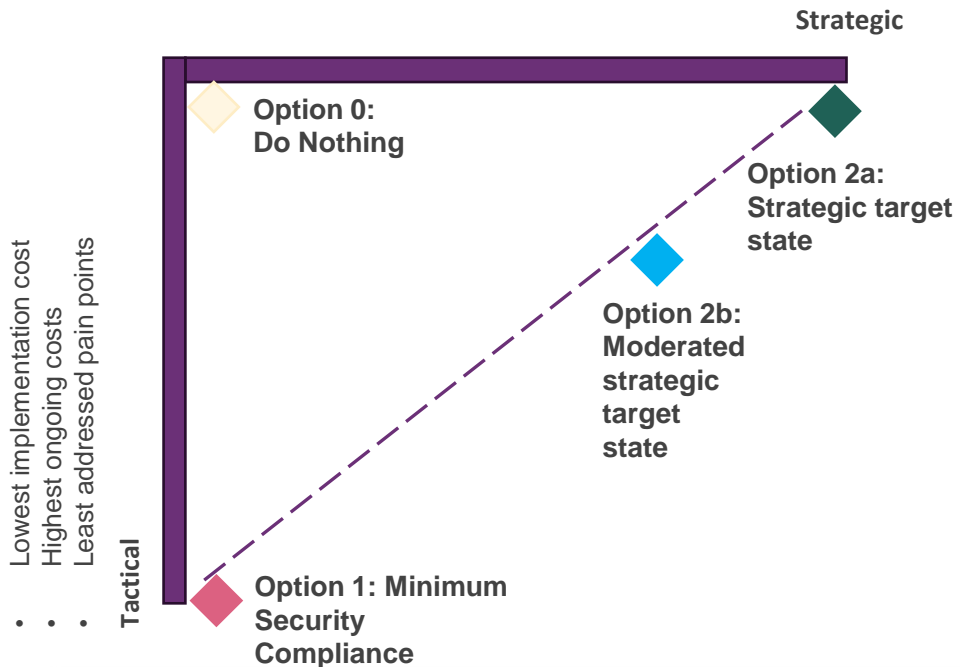 Strategic
Option 0:
Do Nothing
Option 2a:
Strategic target
state
Option 2b:
Moderated
strategic
target
state
• Lowest implementation cost
• Highest ongoing costs
• Least addressed pain points
Tactical
Option 1: Minimum
Security
Compliance